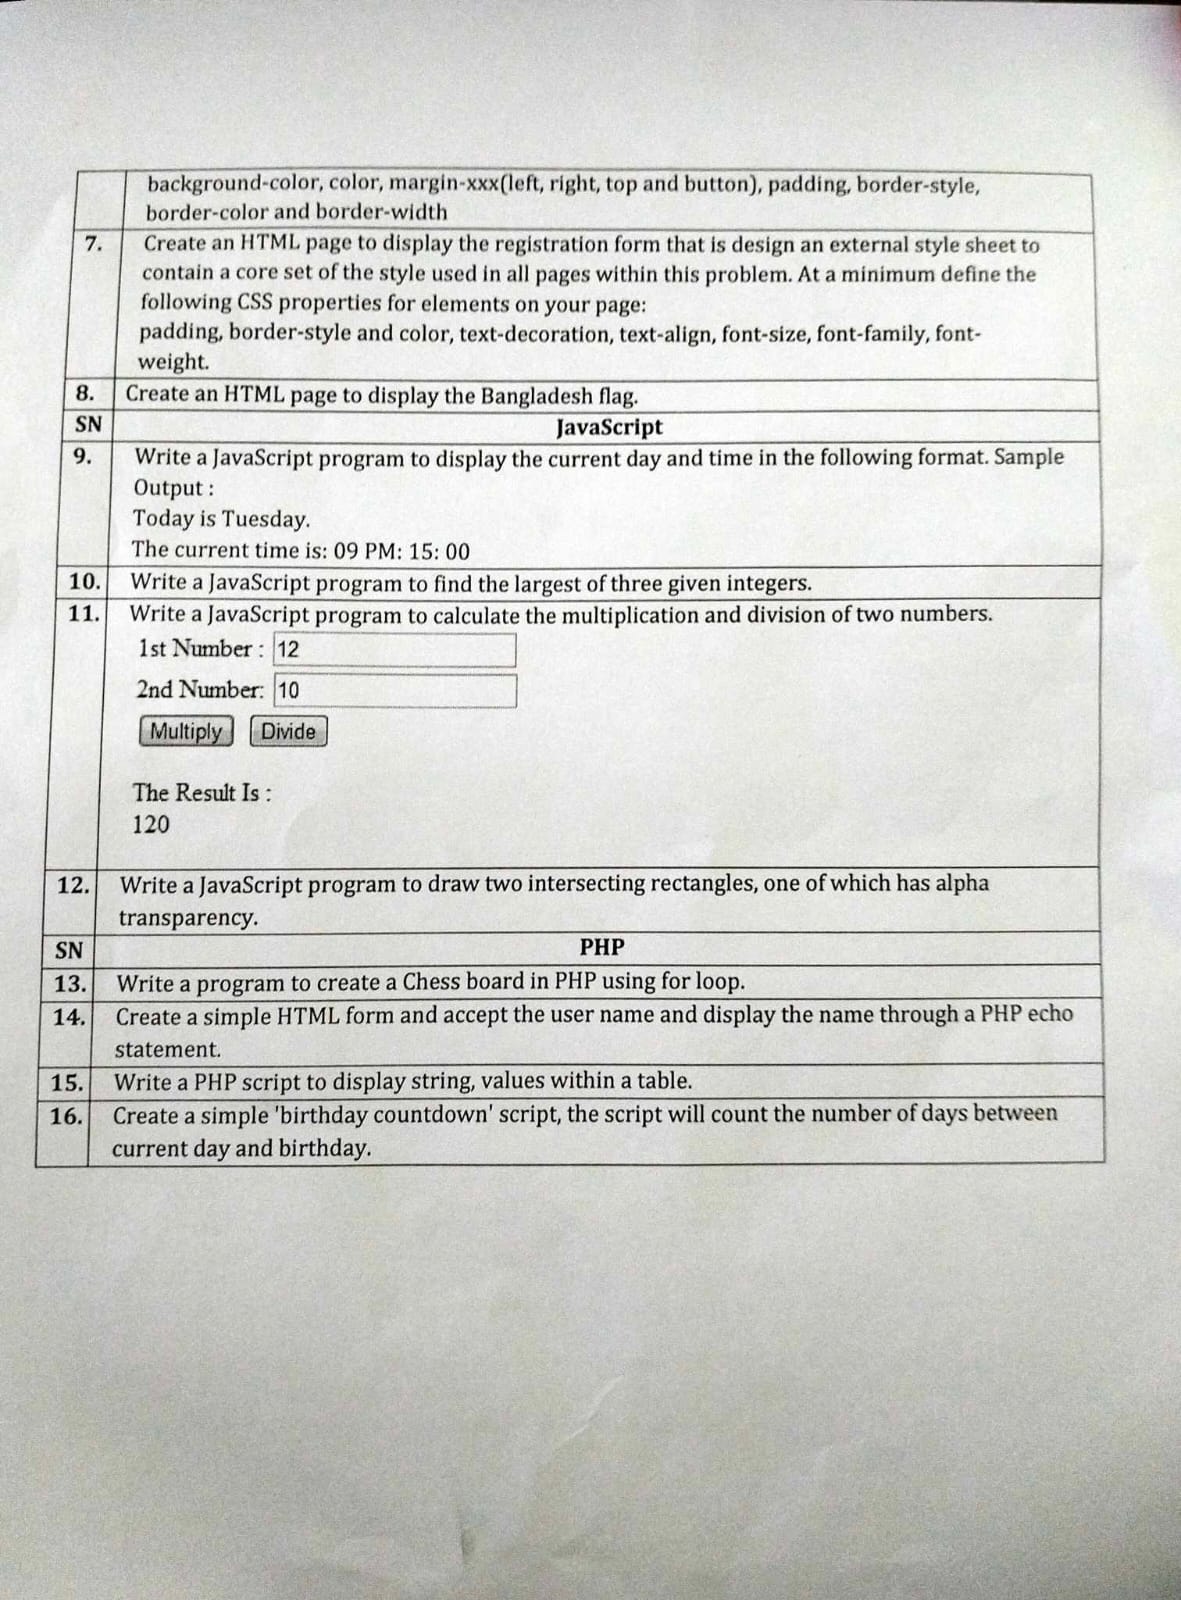 background-color, color, margin-xxx(left, right, top and button), padding, border-style,
border-color and border-width
7. Create an HTML page to display the registration form that is design an external style sheet to
contain a core set of the style used in all pages within this problem. At a minimum define the
following CSS properties for elements on your page:
padding, border-style and color, text-decoration, text-align, font-size, font-family, font-
weight.
8. Create an HTML page to display the Bangladesh flag.
SN JavaScript
9. Write a JavaScript program to display the current day and time in the following format. Sample
Output :
Today is Tuesday.
The current time is: 09 PM: 15: 00
10. Write a JavaScript program to find the largest of three given integers.
11. Write a JavaScript program to calculate the multiplication and division of two numbers.
1st Number : 12
2nd Number: 10
Multiply Divide
The Result Is :
120
12. Write a JavaScript program to draw two intersecting rectangles, one of which has alpha
transparency.
SN PHP
13. Write a program to create a Chess board in PHP using for loop.
14. Create a simple HTML form and accept the user name and display the name through a PHP echo
statement.
15. Write a PHP script to display string, values within a table.
16. Create a simple 'birthday countdown' script, the script will count the number of days between
current day and birthday.